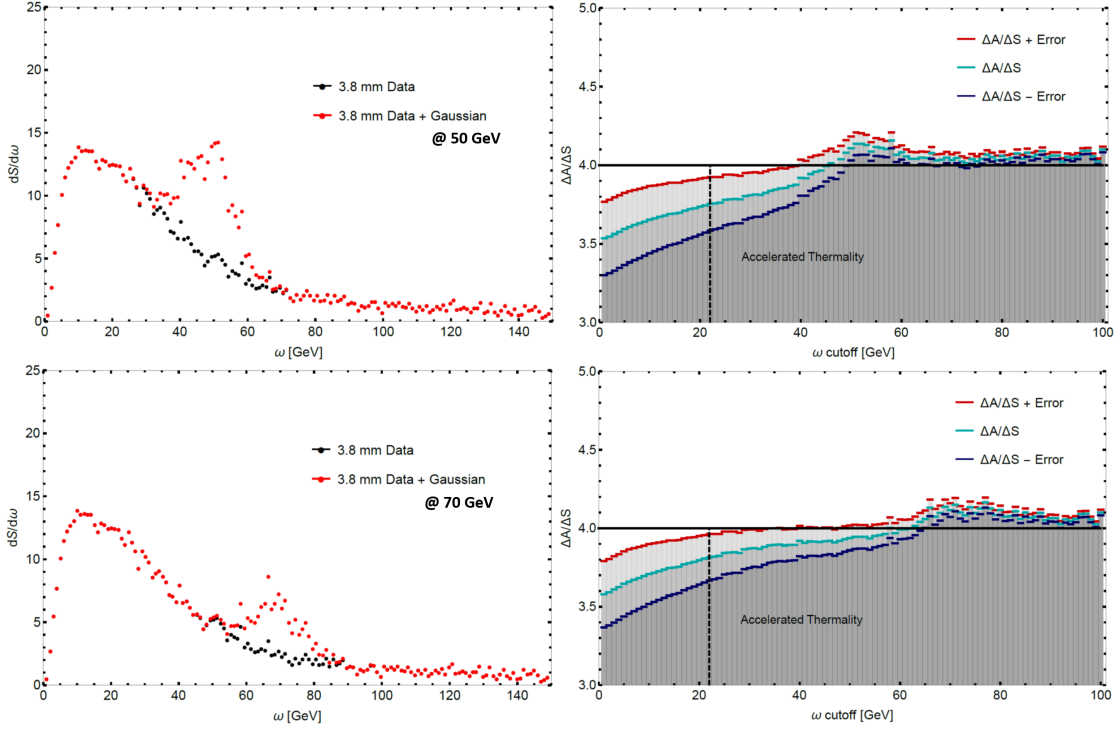 25
20
15
10
5
0
dS/dω
0 20 40 60 80 100 120 140
ω [GeV]
3.8 mm Data
3.8 mm Data + Gaussian
@ 50 GeV
5.0
4.5
4.0
3.5
3.0
ΔA/ΔS
0 20 40 60 80 100
ω cutoff [GeV]
ΔA/ΔS + Error
ΔA/ΔS
ΔA/ΔS − Error
Accelerated Thermality
25
20
15
10
5
0
dS/dω
0 20 40 60 80 100 120 140
ω [GeV]
3.8 mm Data
3.8 mm Data + Gaussian
@ 70 GeV
5.0
4.5
4.0
3.5
3.0
ΔA/ΔS
0 20 40 60 80 100
ω cutoff [GeV]
ΔA/ΔS + Error
ΔA/ΔS
ΔA/ΔS − Error
Accelerated Thermality